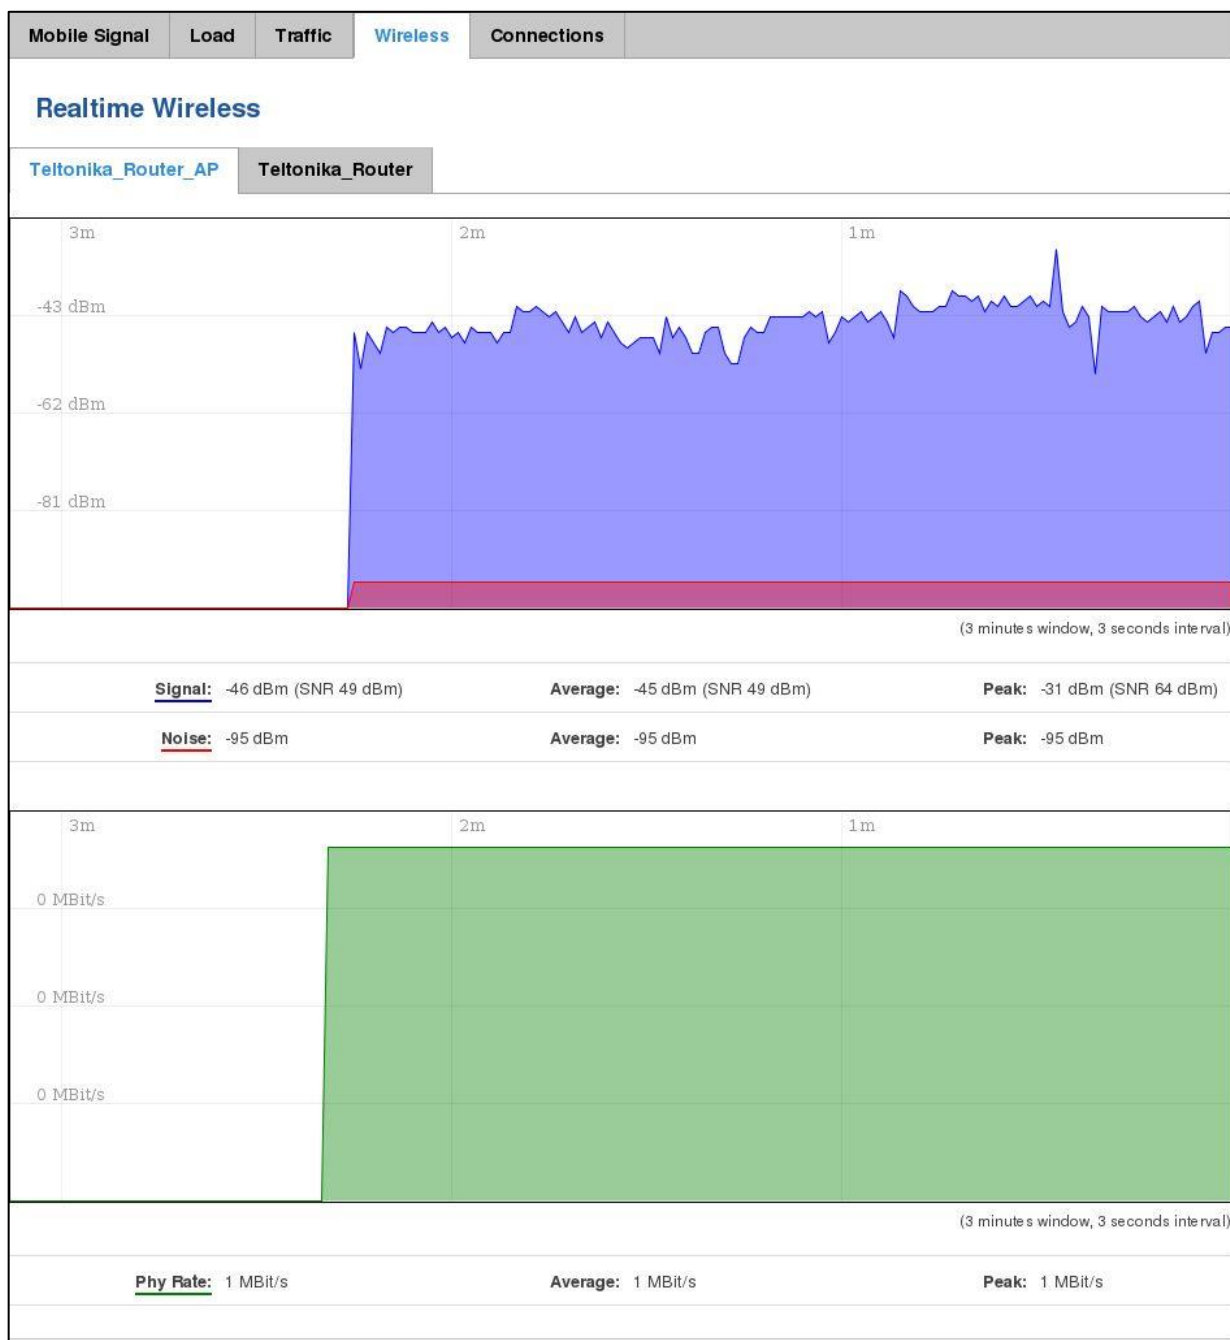 Mobile Signal Load Traffic Wireless Connections
Realtime Wireless
Teltonika_Router_AP Teltonika_Router
3m 2m 1m
-43 dBm
-62 dBm
-81 dBm
(3 minutes window, 3 seconds interval)
Signal: -46 dBm (SNR 49 dBm) Average: -45 dBm (SNR 49 dBm) Peak: -31 dBm (SNR 64 dBm)
Noise: -95 dBm Average: -95 dBm Peak: -95 dBm
3m 2m 1m
0 MBit/s
0 MBit/s
0 MBit/s
(3 minutes window, 3 seconds interval)
Phy Rate: 1 MBit/s Average: 1 MBit/s Peak: 1 MBit/s